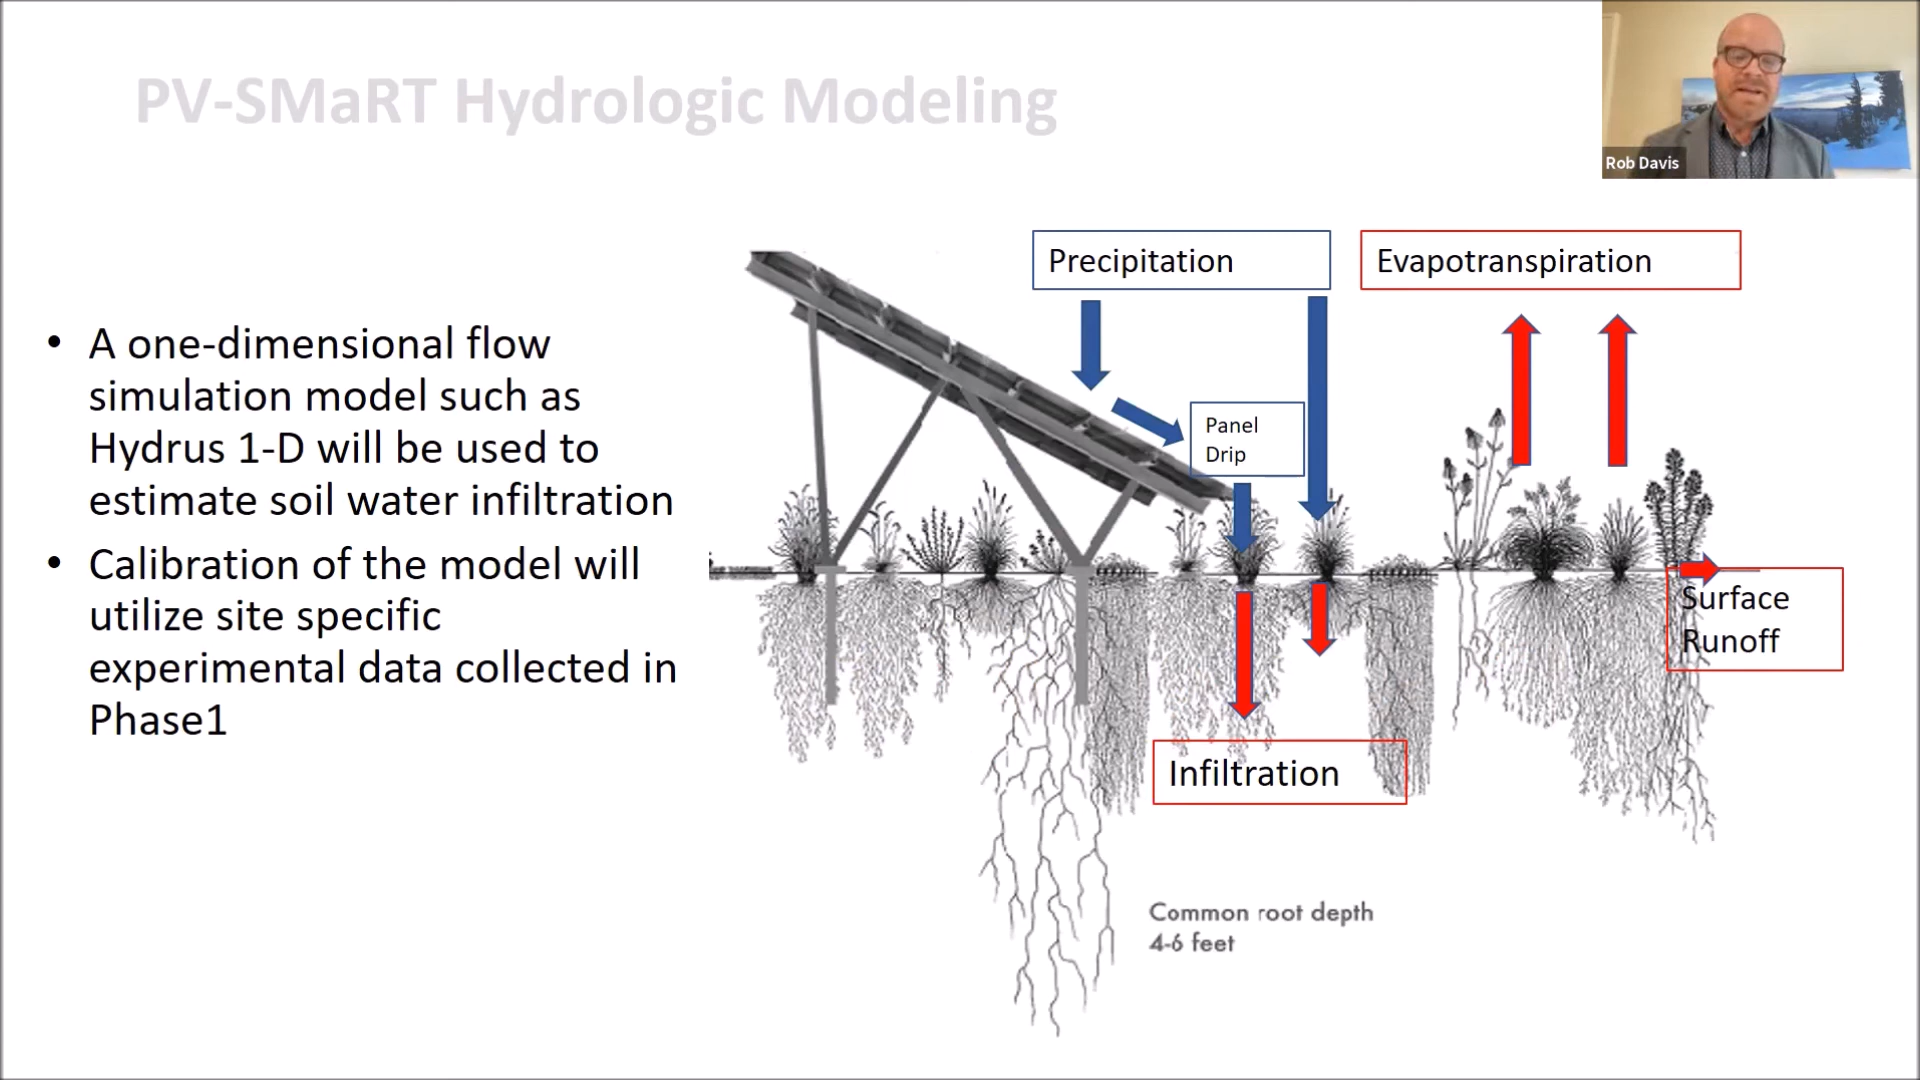 PV-SMaRT Hydrologic Modeling
Rob Davis
• A one-dimensional flow
simulation model such as
Hydrus 1-D will be used to
estimate soil water infiltration
• Calibration of the model will
utilize site specific
experimental data collected in
Phase1
Precipitation
Evapotranspiration
Panel
Drip
Surface
Runoff
Infiltration
Common root depth
4-6 feet